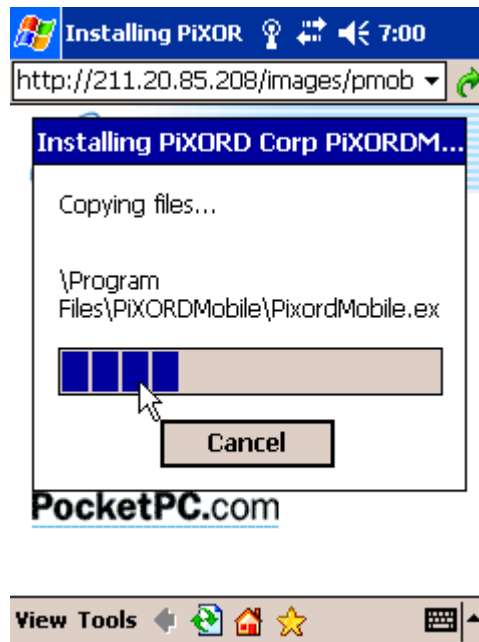 Installing PiXOR 7:00
http://211.20.85.208/images/pmob
Installing PiXORD Corp PiXORDM...
Copying files...
\Program
Files\PiXORDMobile\PixordMobile.ex
Cancel
PocketPC.com
View Tools